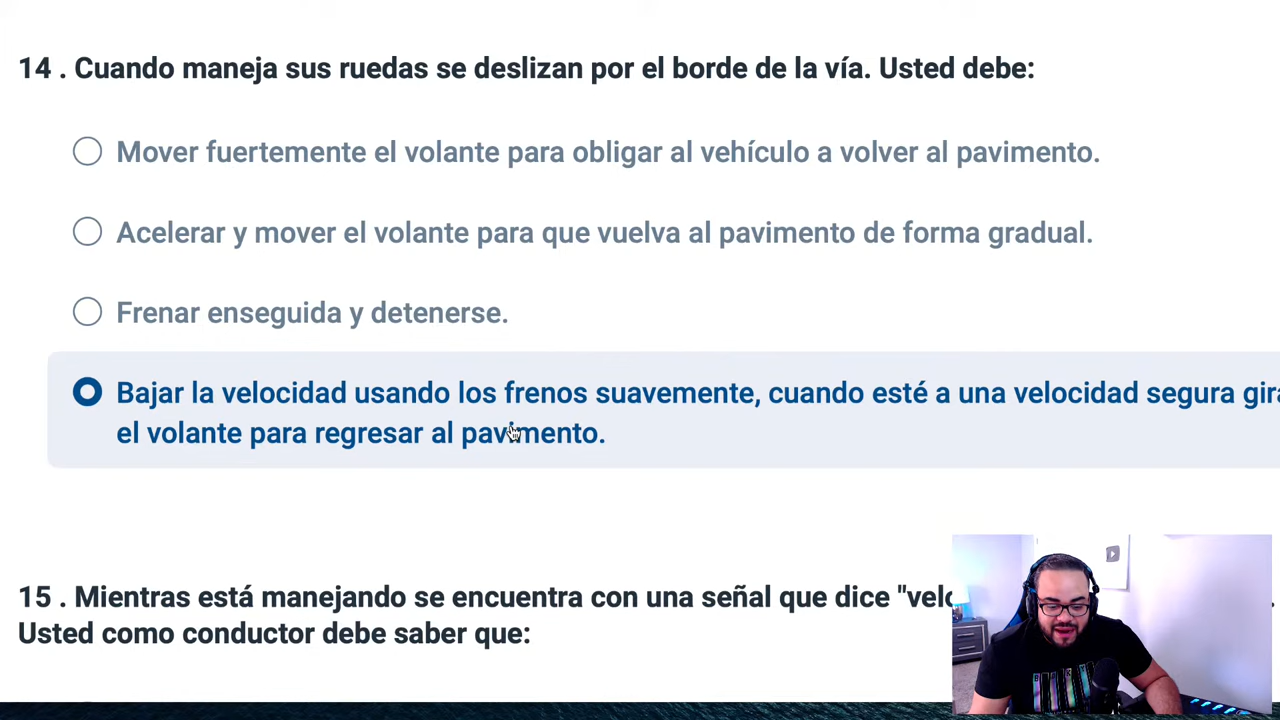 14 . Cuando maneja sus ruedas se deslizan por el borde de la vía. Usted debe:
Mover fuertemente el volante para obligar al vehículo a volver al pavimento.
Acelerar y mover el volante para que vuelva al pavimento de forma gradual.
Frenar enseguida y detenerse.
Bajar la velocidad usando los frenos suavemente, cuando esté a una velocidad segura
el volante para regresar al pavimento.
15 . Mientras está manejando se encuentra con una señal que dice
Usted como conductor debe saber que: